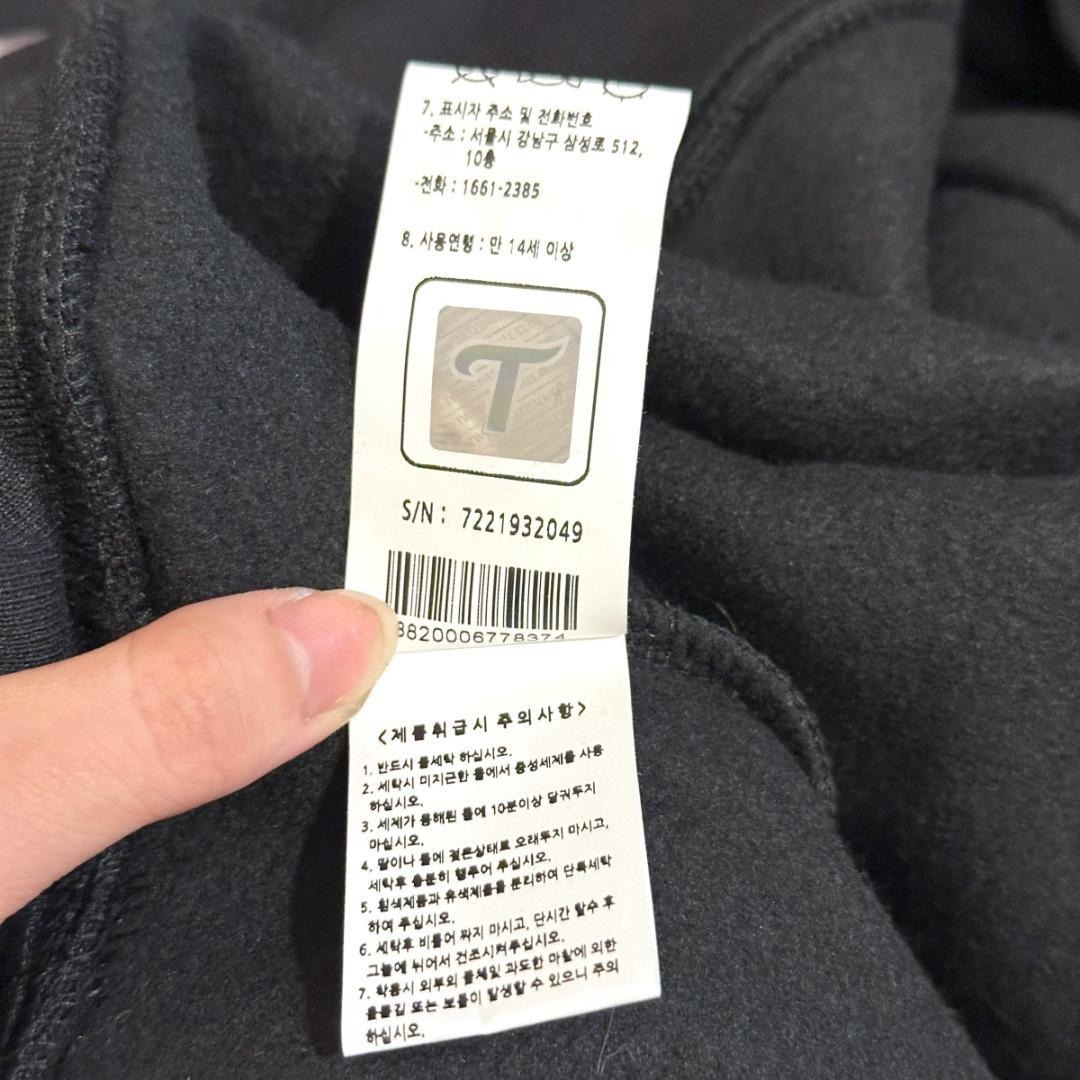 7. 표시자 주소 및 전화번호
-주소 : 서울시 강남구 삼성로 512,
10층
-전화 : 1661-2385
8. 사용연령 : 만 14세 이상
T
S/N : 7221932049
8820006778374
<제품취급시 주의사항>
1. 반드시 물세탁 하십시오.
2. 세탁시 미지근한 물에서 중성세제를 사용
하십시오.
3. 세제가 용해된 물에 10분이상 담궈두지
마십시오.
4. 땀이나 물에 젖은상태로 오래두지 마시고,
세탁후 충분히 헹구어 주십시오.
5. 흰색제품과 유색제품을 분리하여 단독세탁
하여 주십시오.
6. 세탁후 비틀어 짜지 마시고, 단시간 탈수 후
그늘에 뉘어서 건조시켜주십시오.
7. 착용시 외부의 물체및 과도한 마찰에 의한
올뜯김 또는 보풀이 발생할 수 있으니 주의
하십시오.